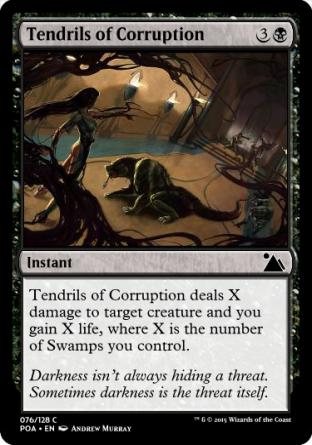 Tendrils of Corruption 3
Instant
Tendrils of Corruption deals X
damage to target creature and you
gain X life, where X is the number
of Swamps you control.
Darkness isn't always hiding a threat.
Sometimes darkness is the threat itself.
076/128 C
POA • EN ANDREW MURRAY
™ & © 2015 Wizards of the Coast